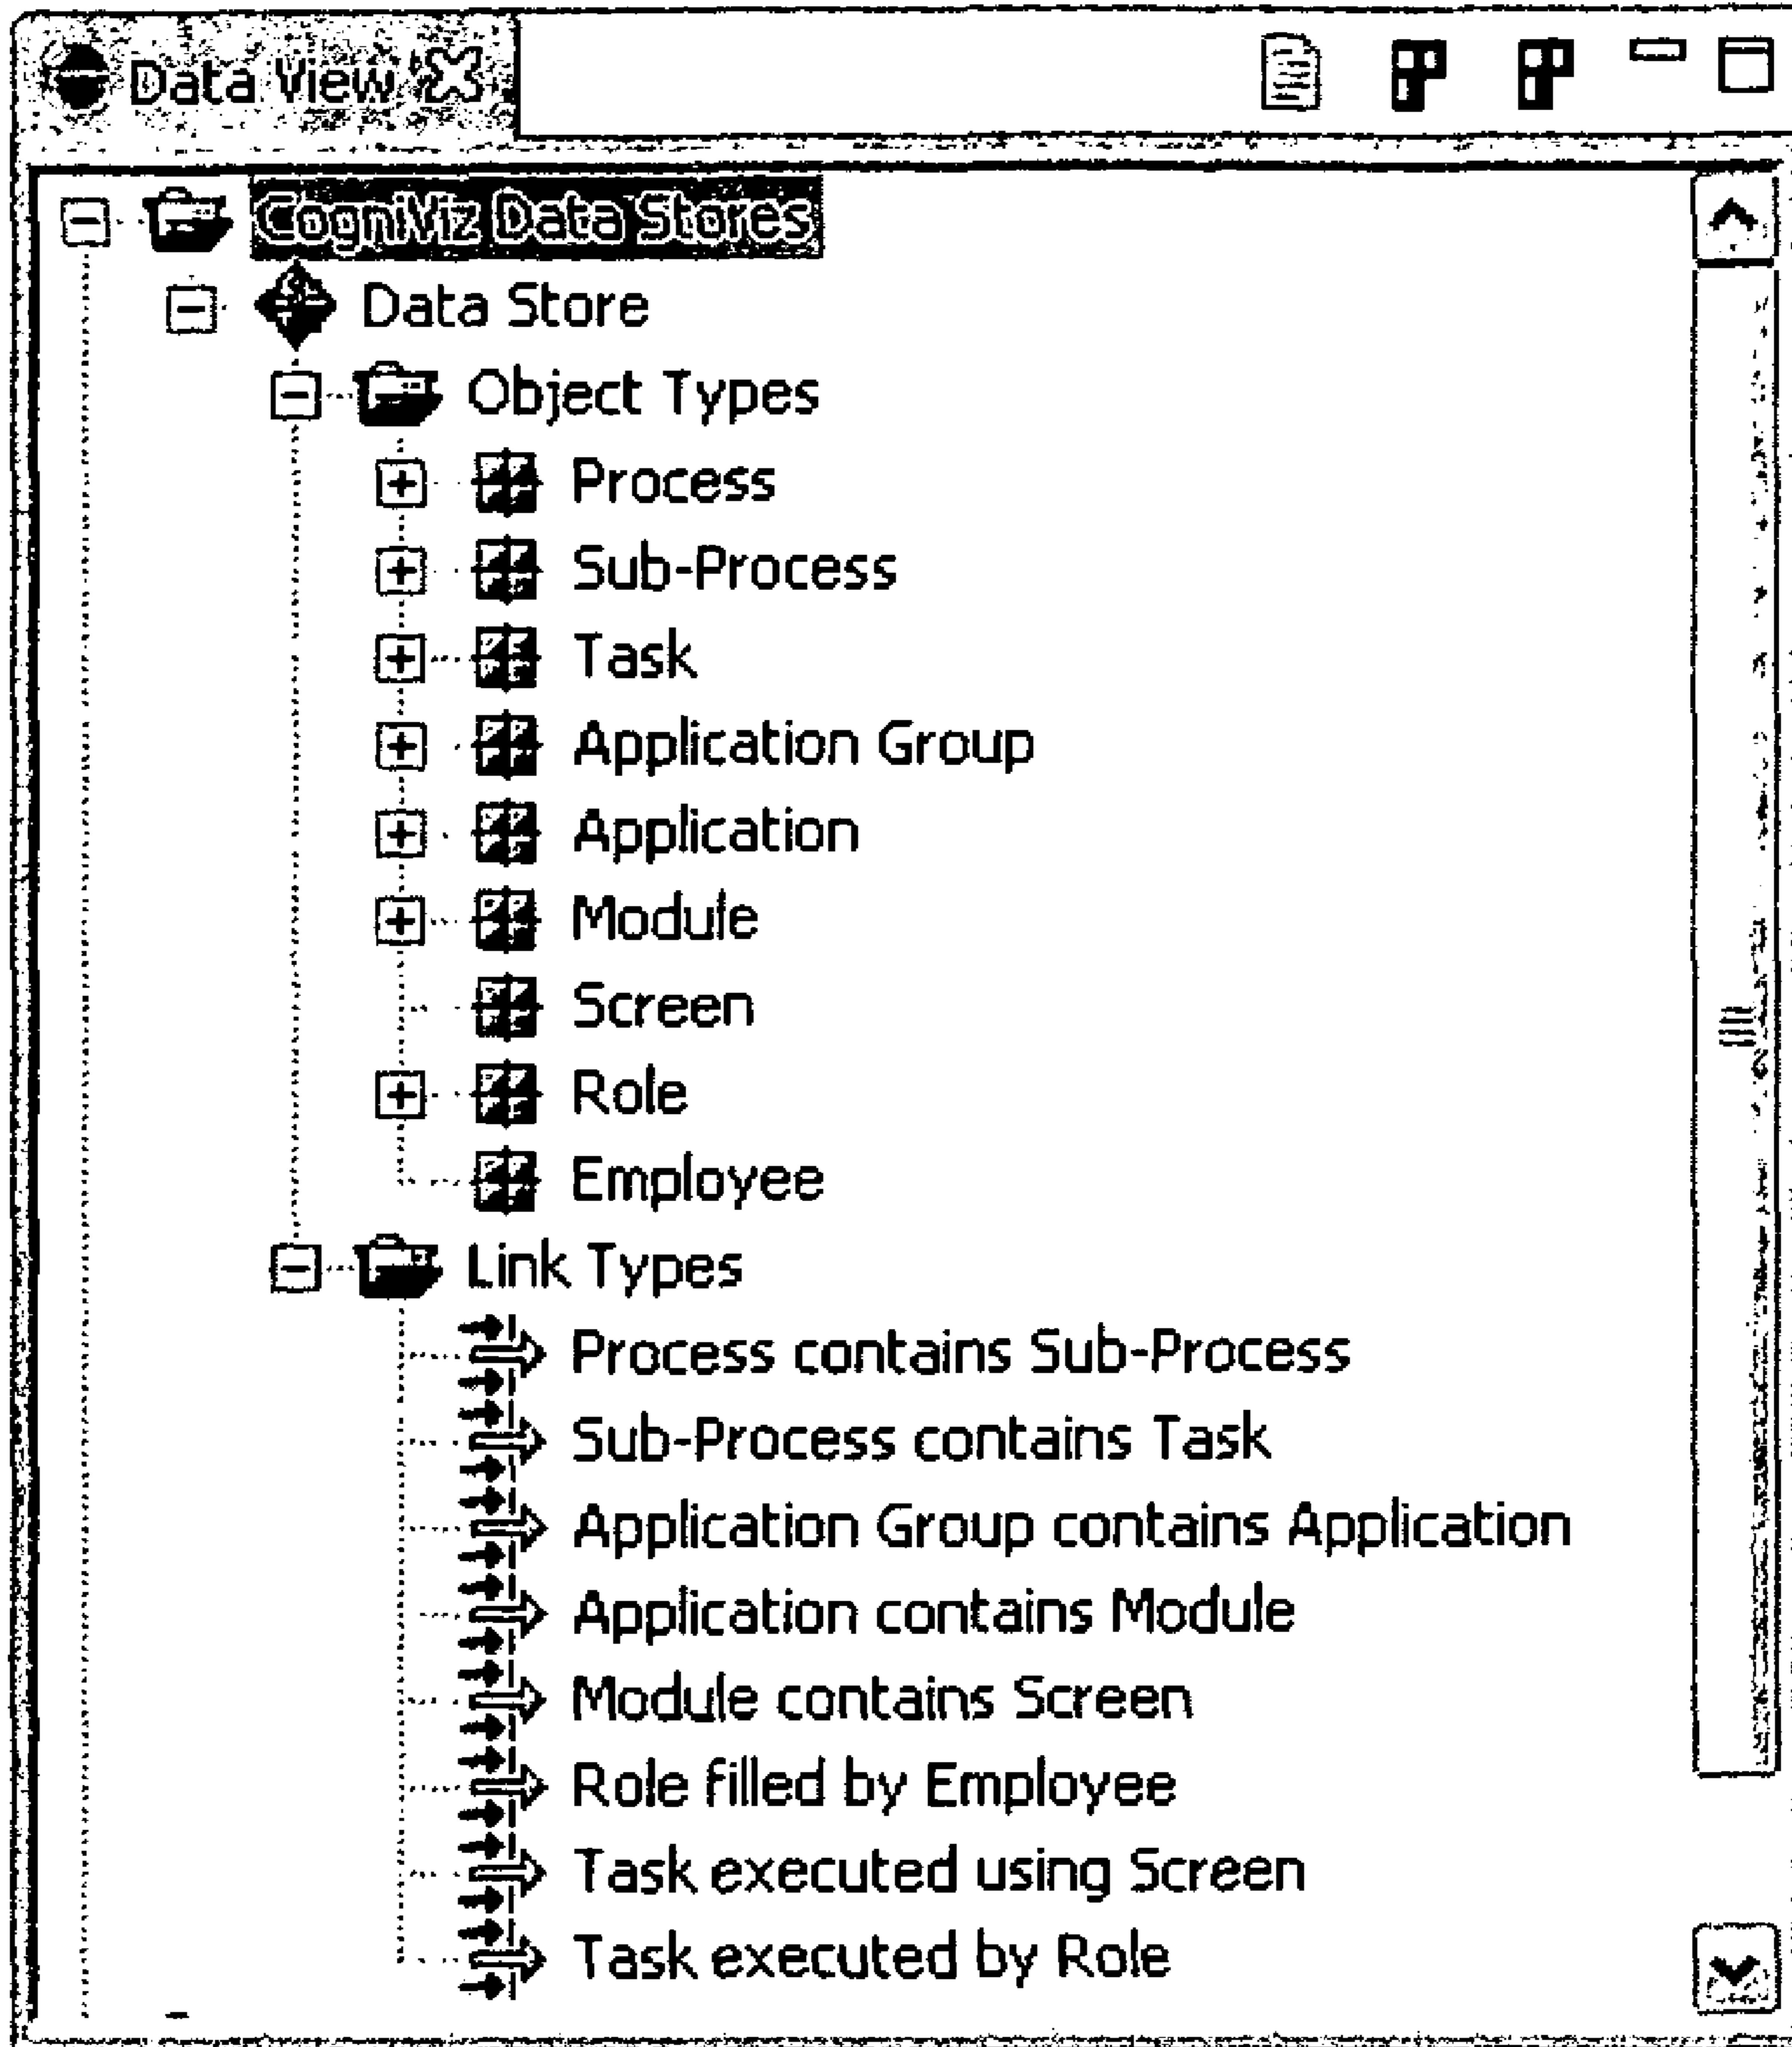 Data View
CogniViz Data Stores
Data Store
Object Types
Process
Sub-Process
Task
Application Group
Application
Module
Screen
Role
Employee
Link Types
Process contains Sub-Process
Sub-Process contains Task
Application Group contains Application
Application contains Module
Module contains Screen
Role filled by Employee
Task executed using Screen
Task executed by Role